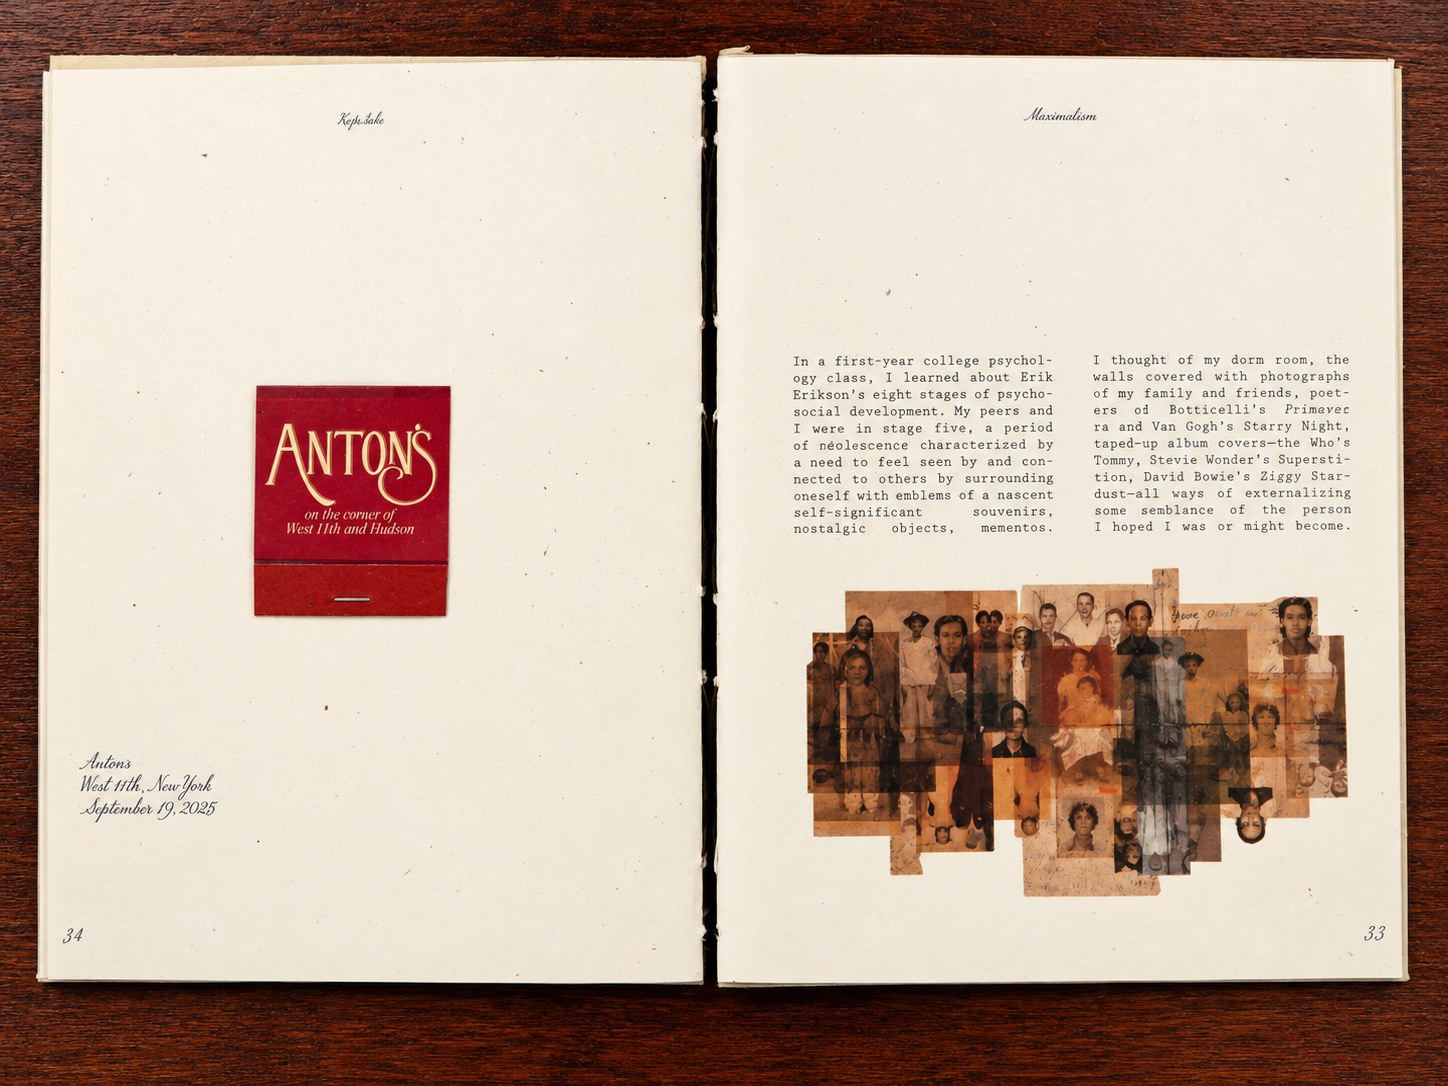 Kepr.sake
ANTON'S
on the corner of
West 11th and Hudson
Anton's
West 11th, New York
September 19, 2025
34
Maximalism
In a first-year college psychol-
ogy class, I learned about Erik
Erikson's eight stages of psycho-
social development. My peers and
I were in stage five, a period
of néolescence characterized by
a need to feel seen by and con-
nected to others by surrounding
oneself with emblems of a nascent
self-significant souvenirs,
nostalgic objects, mementos.
I thought of my dorm room, the
walls covered with photographs
of my family and friends, poet-
ers od Botticelli's Primavec
ra and Van Gogh's Starry Night,
taped-up album covers—the Who's
Tommy, Stevie Wonder's Supersti-
tion, David Bowie's Ziggy Star-
dust—all ways of externalizing
some semblance of the person
I hoped I was or might become.
33